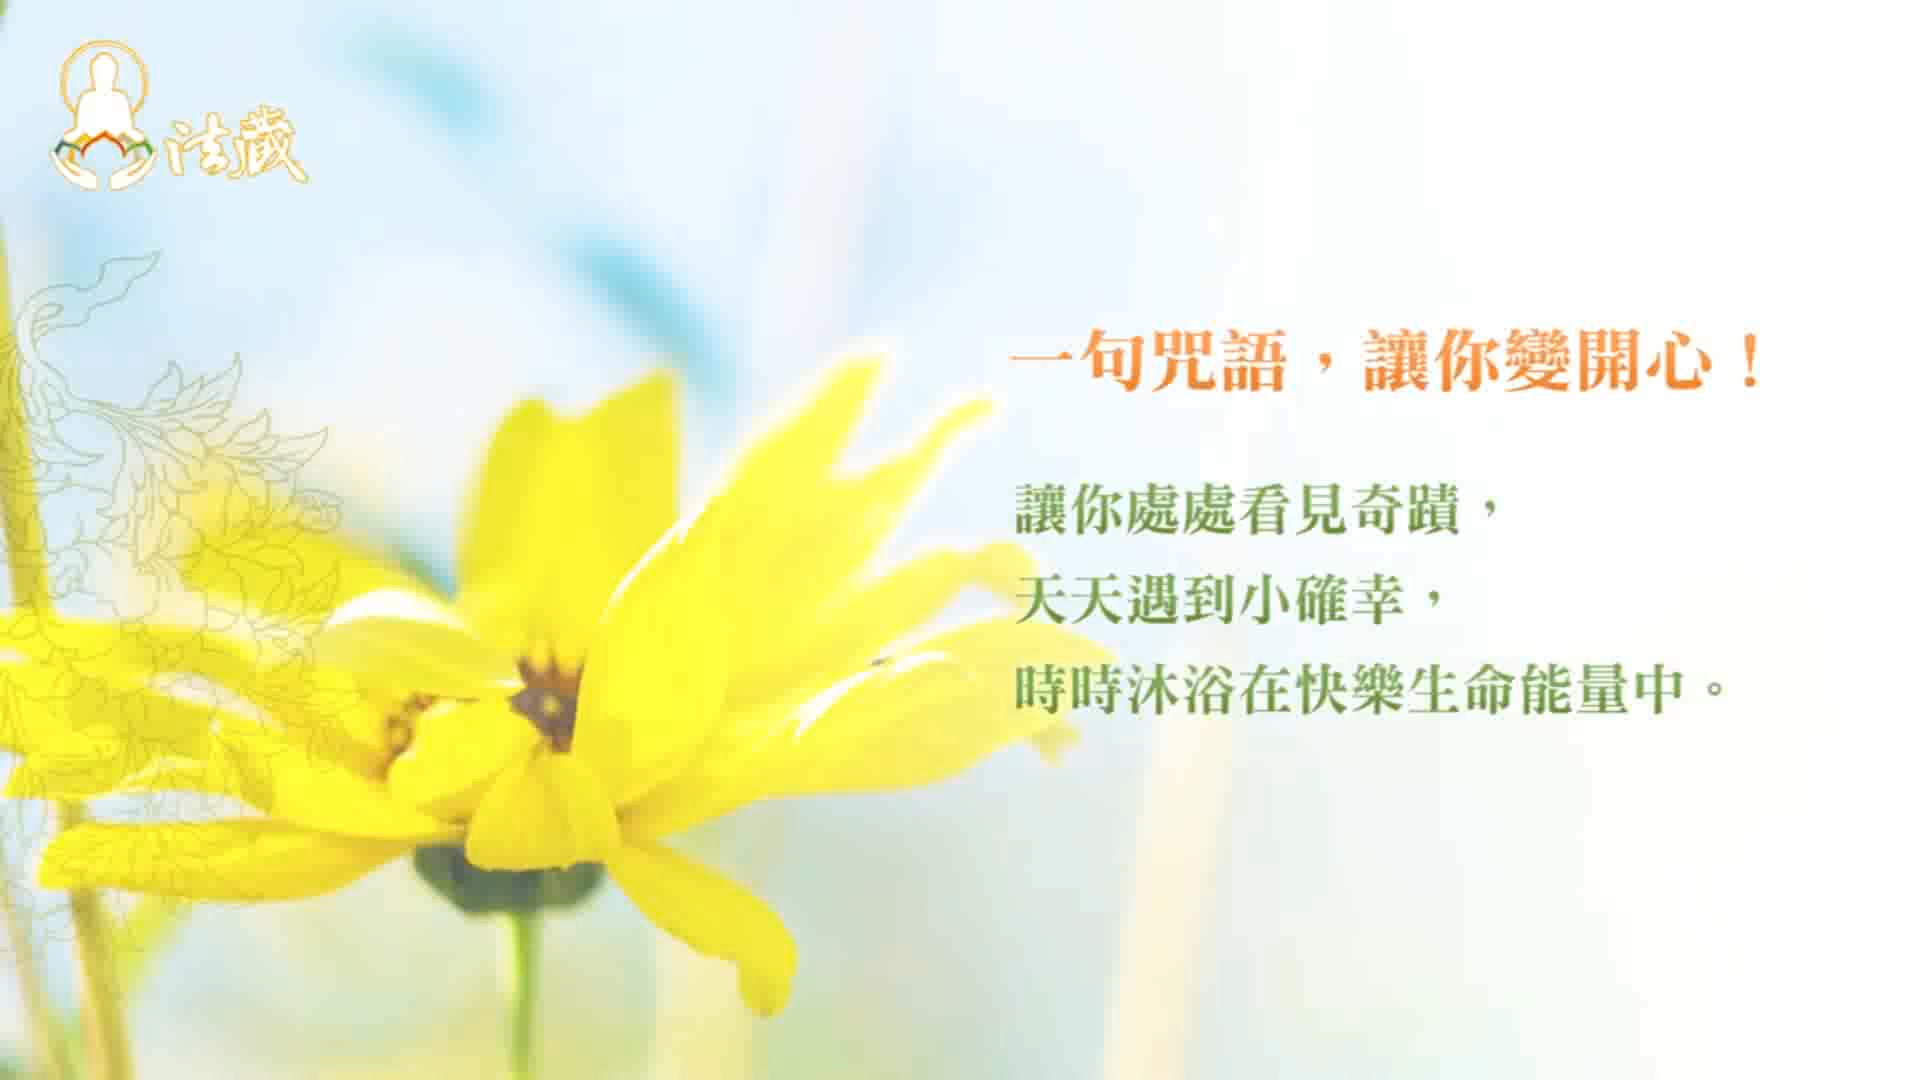 法藏
一句咒語，讓你變開心！
讓你處處看見奇蹟，
天天遇到小確幸，
時時沐浴在快樂生命能量中。